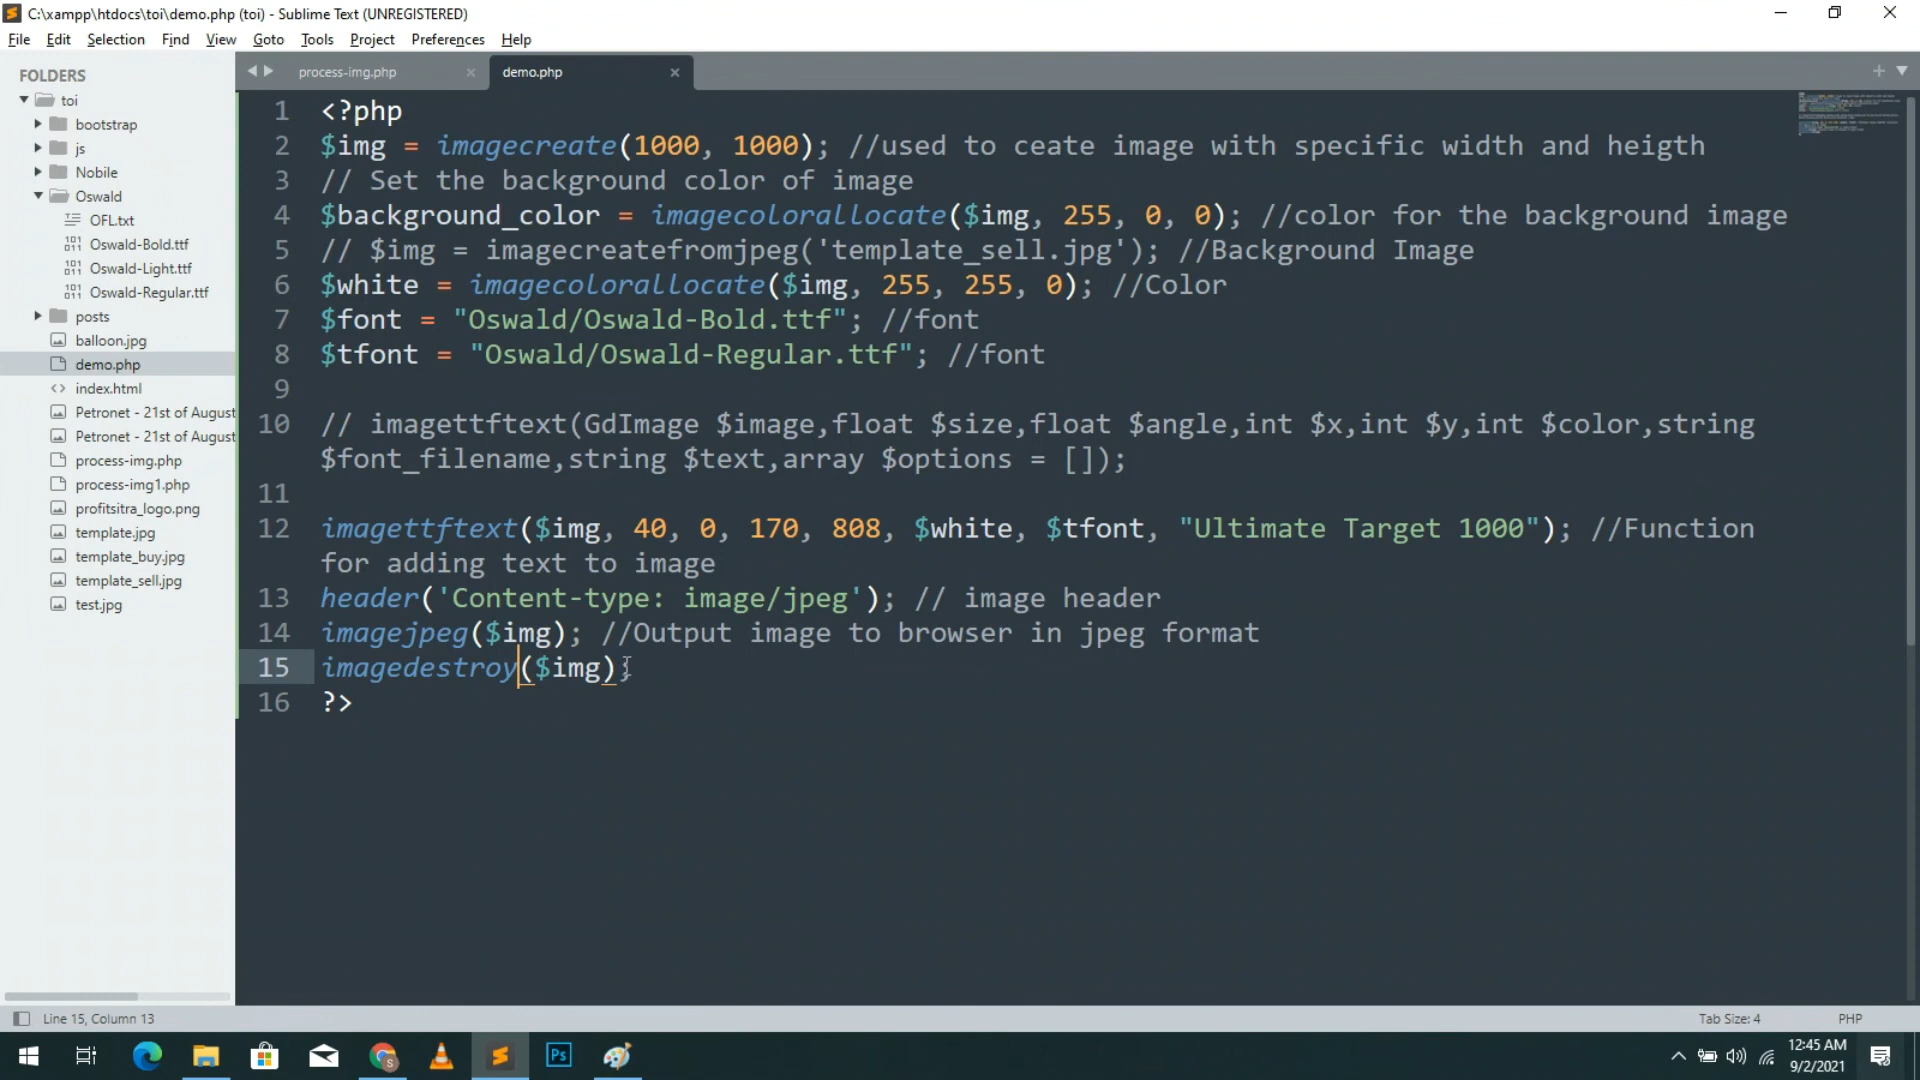 C:\xampp\htdocs\toi\demo.php (toi) - Sublime Text (UNREGISTERED)
File Edit Selection Find View Goto Tools Project Preferences Help
process-img.php demo.php
FOLDERS
toi
bootstrap
js
Nobile
Oswald
OFL.txt
Oswald-Bold.ttf
Oswald-Light.ttf
Oswald-Regular.ttf
posts
balloon.jpg
demo.php
index.html
Petronet - 21st of August
Petronet - 21st of August
process-img.php
process-img1.php
profitsitra_logo.png
template.jpg
template_buy.jpg
template_sell.jpg
test.jpg
1 <?php
2 $img = imagecreate(1000, 1000); //used to ceate image with specific width and heigth
3 // Set the background color of image
4 $background_color = imagecolorallocate($img, 255, 0, 0); //color for the background image
5 // $img = imagecreatefromjpeg('template_sell.jpg'); //Background Image
6 $white = imagecolorallocate($img, 255, 255, 0); //Color
7 $font = "Oswald/Oswald-Bold.ttf"; //font
8 $tfont = "Oswald/Oswald-Regular.ttf"; //font
9
10 // imagettftext(GdImage $image,float $size,float $angle,int $x,int $y,int $color,string
$font_filename,string $text,array $options = []);
11
12 imagettftext($img, 40, 0, 170, 808, $white, $tfont, "Ultimate Target 1000"); //Function
for adding text to image
13 header('Content-type: image/jpeg'); // image header
14 imagejpeg($img); //Output image to browser in jpeg format
15 imagedestroy($img);
16 ?>
Line 15, Column 13 Tab Size: 4 PHP
Ps
S
12:45 AM
9/2/2021